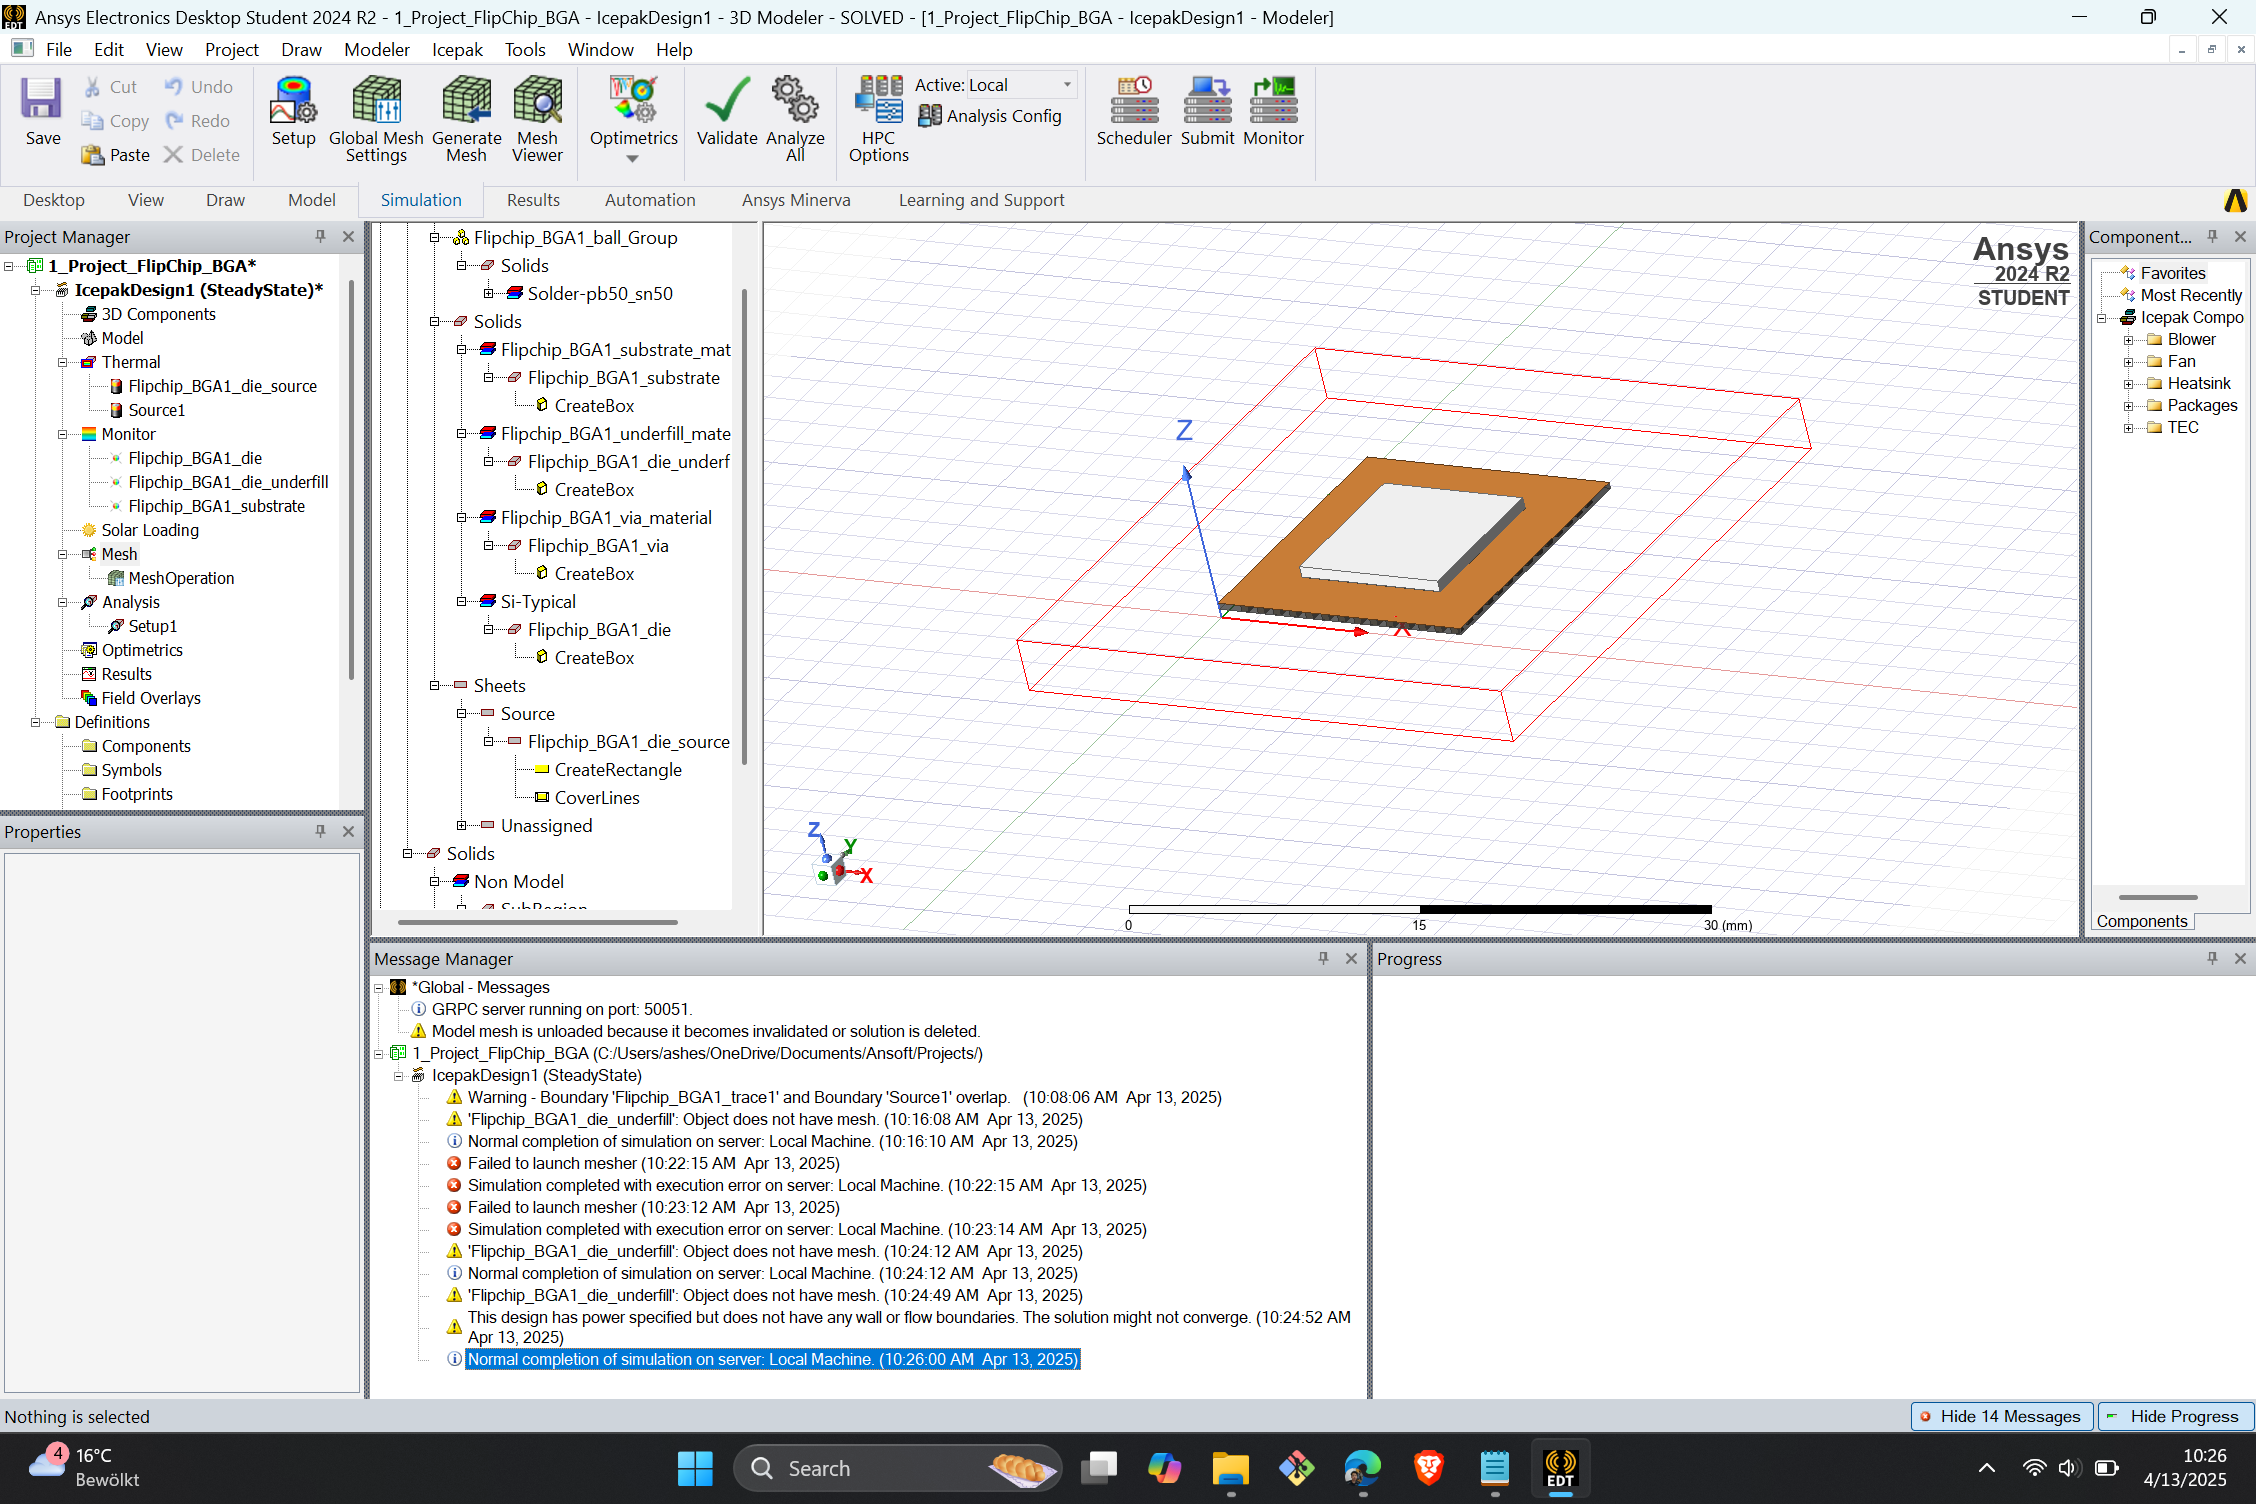 Ansys Electronics Desktop Student 2024 R2 - 1_Project_FlipChip_BGA - IcepakDesign1 - 3D Modeler - SOLVED - [1_Project_FlipChip_BGA - IcepakDesign1 - Modeler]
File Edit View Project Draw Modeler Icepak Tools Window Help
Save
Cut
Copy
Paste
Undo
Redo
Delete
Setup
Global Mesh Settings
Generate Mesh
Mesh Viewer
Optimetrics
Validate
Analyze All
HPC Options
Active: Local
Analysis Config
Scheduler
Submit
Monitor
Desktop View Draw Model Simulation Results Automation Ansys Minerva Learning and Support
Project Manager
1_Project_FlipChip_BGA*
IcepakDesign1 (SteadyState)*
3D Components
Model
Thermal
Flipchip_BGA1_die_source
Source1
Monitor
Flipchip_BGA1_die
Flipchip_BGA1_die_underfill
Flipchip_BGA1_substrate
Solar Loading
Mesh
MeshOperation
Analysis
Setup1
Optimetrics
Results
Field Overlays
Definitions
Components
Symbols
Footprints
Properties
Flipchip_BGA1_ball_Group
Solids
Solder-pb50_sn50
Solids
Flipchip_BGA1_substrate_mat
Flipchip_BGA1_substrate
CreateBox
Flipchip_BGA1_underfill_mate
Flipchip_BGA1_die_underf
CreateBox
Flipchip_BGA1_via_material
Flipchip_BGA1_via
CreateBox
Si-Typical
Flipchip_BGA1_die
CreateBox
Sheets
Source
Flipchip_BGA1_die_source
CreateRectangle
CoverLines
Unassigned
Solids
Non Model
SubRegion
Ansys
2024 R2
STUDENT
Z
X
Z
Y
X
0 15 30 (mm)
Component...
Favorites
Most Recently
Icepak Compo
Blower
Fan
Heatsink
Packages
TEC
Components
Message Manager
*Global - Messages
GRPC server running on port: 50051.
Model mesh is unloaded because it becomes invalidated or solution is deleted.
1_Project_FlipChip_BGA (C:/Users/ashes/OneDrive/Documents/Ansoft/Projects/)
IcepakDesign1 (SteadyState)
Warning - Boundary 'Flipchip_BGA1_trace1' and Boundary 'Source1' overlap. (10:08:06 AM Apr 13, 2025)
'Flipchip_BGA1_die_underfill': Object does not have mesh. (10:16:08 AM Apr 13, 2025)
Normal completion of simulation on server: Local Machine. (10:16:10 AM Apr 13, 2025)
Failed to launch mesher (10:22:15 AM Apr 13, 2025)
Simulation completed with execution error on server: Local Machine. (10:22:15 AM Apr 13, 2025)
Failed to launch mesher (10:23:12 AM Apr 13, 2025)
Simulation completed with execution error on server: Local Machine. (10:23:14 AM Apr 13, 2025)
'Flipchip_BGA1_die_underfill': Object does not have mesh. (10:24:12 AM Apr 13, 2025)
Normal completion of simulation on server: Local Machine. (10:24:12 AM Apr 13, 2025)
'Flipchip_BGA1_die_underfill': Object does not have mesh. (10:24:49 AM Apr 13, 2025)
This design has power specified but does not have any wall or flow boundaries. The solution might not converge. (10:24:52 AM
Apr 13, 2025)
Normal completion of simulation on server: Local Machine. (10:26:00 AM Apr 13, 2025)
Progress
Nothing is selected
Hide 14 Messages
Hide Progress
4
16°C
Bewölkt
Search
EDT
10:26
4/13/2025